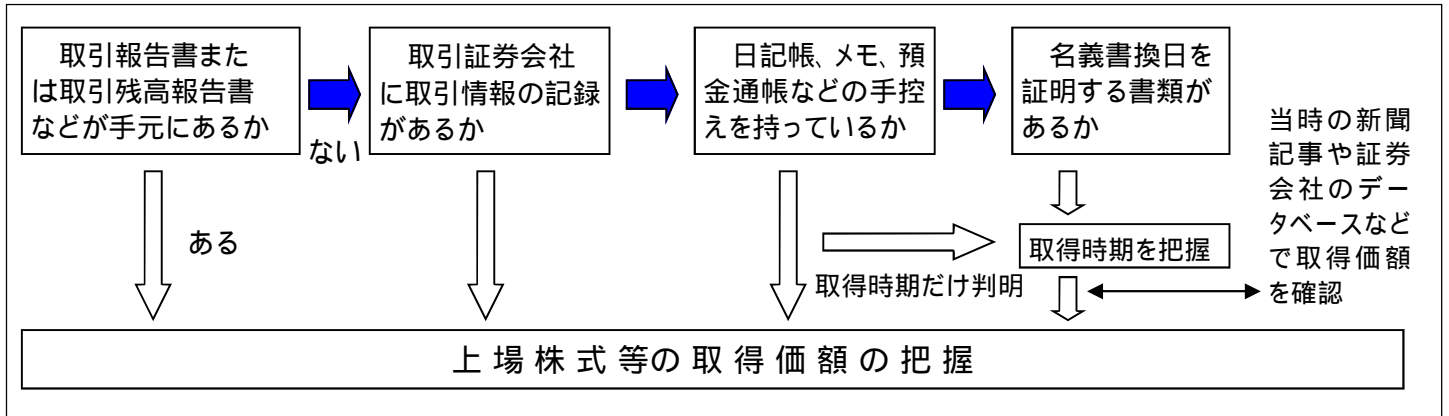 取引報告書また
は取引残高報告書
などが手元にあるか
ない
取引証券会社
に取引情報の記録
があるか
日記帳、メモ、預
金通帳などの手控
えを持っているか
名義書換日を
証明する書類が
あるか
当時の新聞
記事や証券
会社のデー
タベースなど
で取得価額
を確認
ある
取得時期を把握
取得時期だけ判明
上場株式等の取得価額の把握